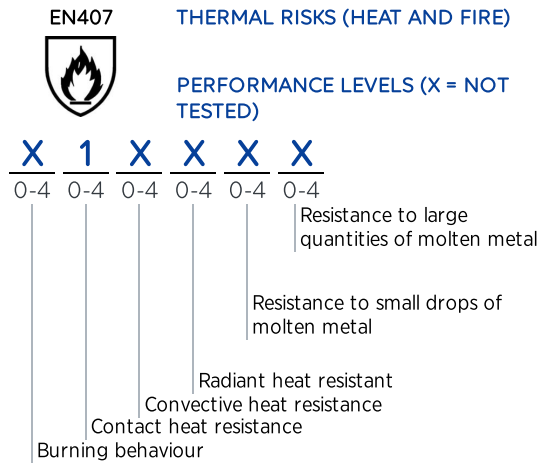 EN407
THERMAL RISKS (HEAT AND FIRE)
PERFORMANCE LEVELS (X = NOT
TESTED)
X 1 X X X X
0-4 0-4 0-4 0-4 0-4 0-4
Resistance to large
quantities of molten metal
Resistance to small drops of
molten metal
Radiant heat resistant
Convective heat resistance
Contact heat resistance
Burning behaviour